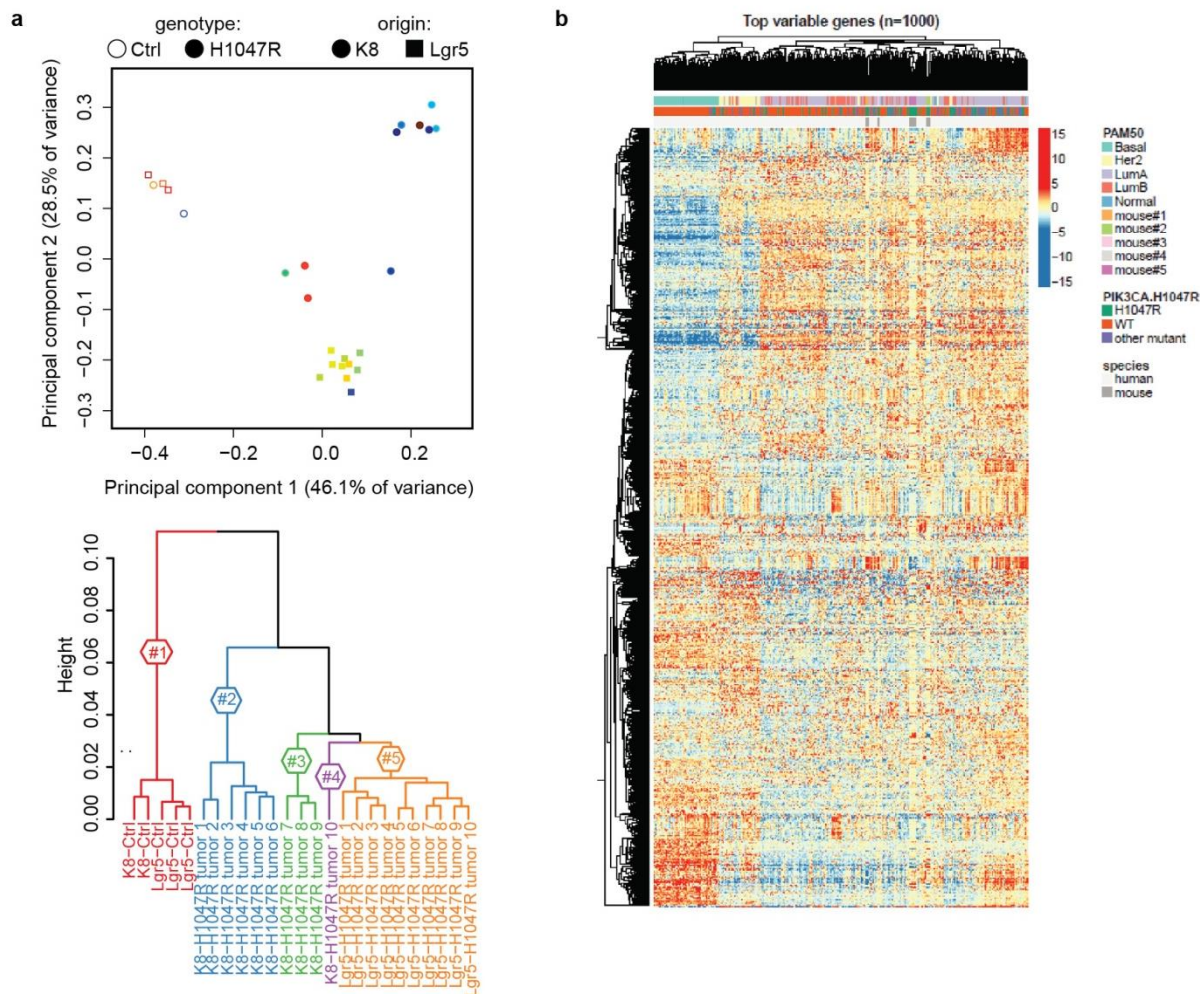 a
genotype: origin:
Ctrl H1047R K8 Lgr5
Principal component 2 (28.5% of variance)
0.3
0.2
0.1
0.0
−0.1
−0.2
−0.3
−0.4 −0.2 0.0 0.2
Principal component 1 (46.1% of variance)
Height
0.10
0.08
0.06
0.04
0.02
0.00
#1
#2
#3
#4
#5
K8−Ctrl
K8−Ctrl
Lgr5−Ctrl
Lgr5−Ctrl
Lgr5−Ctrl
K8−H1047R tumor 1
K8−H1047R tumor 2
K8−H1047R tumor 3
K8−H1047R tumor 4
K8−H1047R tumor 5
K8−H1047R tumor 6
K8−H1047R tumor 7
K8−H1047R tumor 8
K8−H1047R tumor 9
K8−H1047R tumor 10
Lgr5−H1047R tumor 1
Lgr5−H1047R tumor 2
Lgr5−H1047R tumor 3
Lgr5−H1047R tumor 4
Lgr5−H1047R tumor 5
Lgr5−H1047R tumor 6
Lgr5−H1047R tumor 7
Lgr5−H1047R tumor 8
Lgr5−H1047R tumor 9
Lgr5−H1047R tumor 10
b
Top variable genes (n=1000)
15
10
5
0
−5
−10
−15
PAM50
Basal
Her2
LumA
LumB
Normal
mouse#1
mouse#2
mouse#3
mouse#4
mouse#5
PIK3CA.H1047R
H1047R
WT
other mutant
species
human
mouse